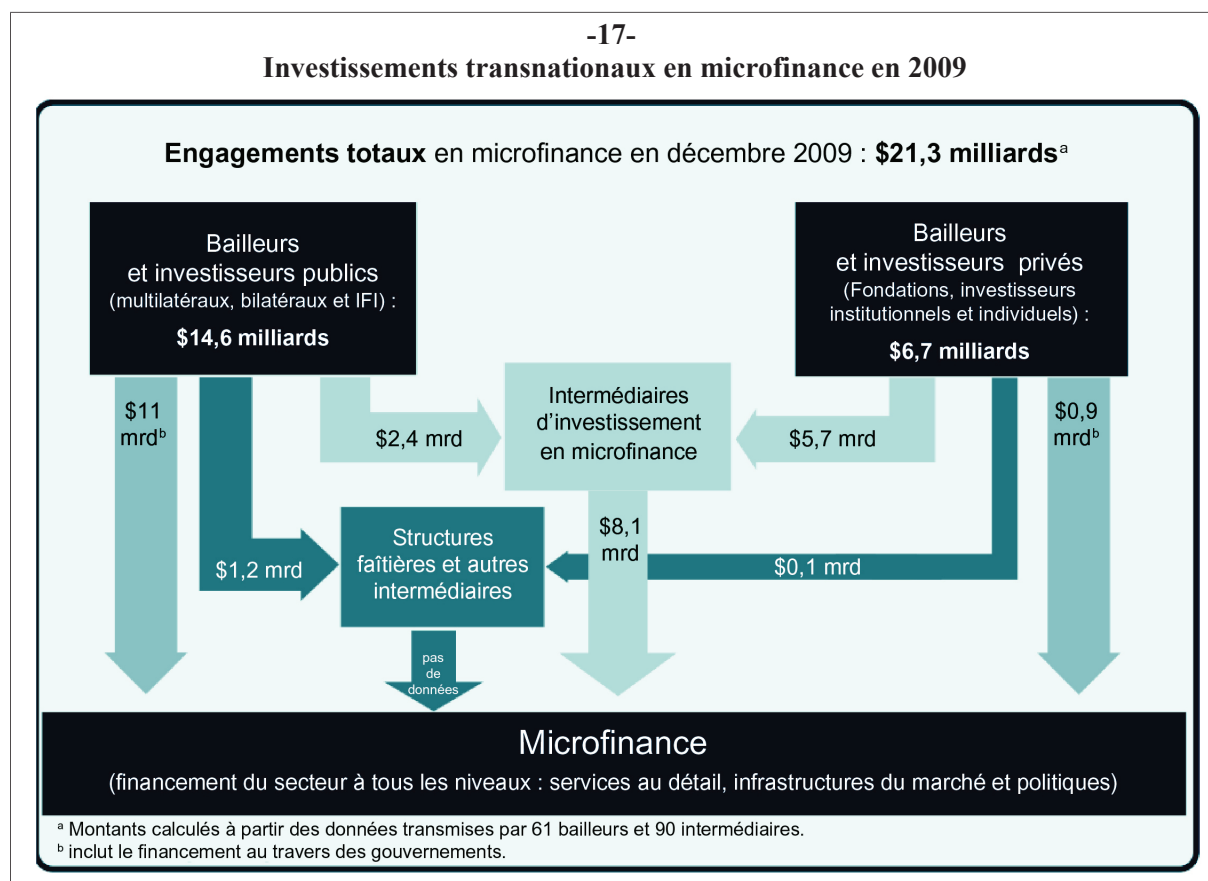 -17-
Investissements transnationaux en microfinance en 2009
Engagements totaux en microfinance en décembre 2009 : $21,3 milliardsᵃ
Bailleurs
et investisseurs publics
(multilatéraux, bilatéraux et IFI) :
$14,6 milliards
Bailleurs
et investisseurs privés
(Fondations, investisseurs
institutionnels et individuels) :
$6,7 milliards
$11
mrdᵇ
$2,4 mrd
Intermédiaires
d’investissement
en microfinance
$5,7 mrd
$0,9
mrdᵇ
$1,2 mrd
Structures
faîtières et autres
intermédiaires
$8,1
mrd
$0,1 mrd
pas
de
données
Microfinance
(financement du secteur à tous les niveaux : services au détail, infrastructures du marché et politiques)
ᵃ Montants calculés à partir des données transmises par 61 bailleurs et 90 intermédiaires.
ᵇ inclut le financement au travers des gouvernements.